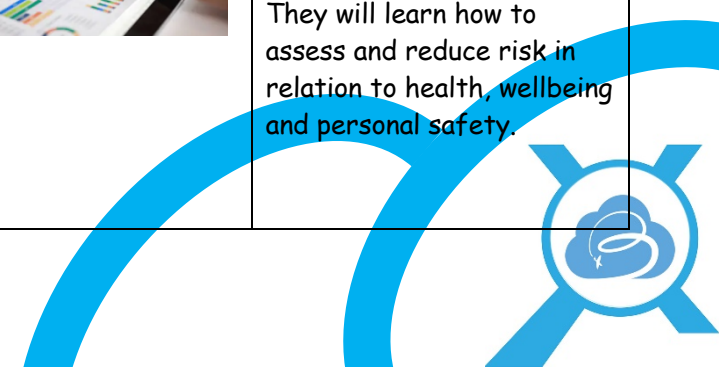 They will learn how to
assess and reduce risk in
relation to health, wellbeing
and personal safety.